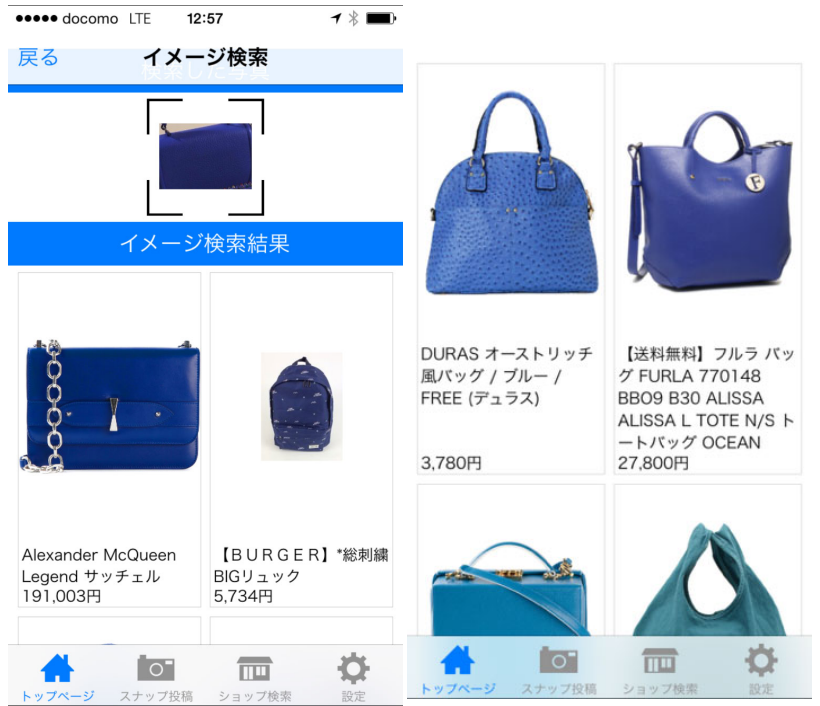 docomo LTE 12:57
戻る イメージ検索
検索した写真
イメージ検索結果
Alexander McQueen
Legend サッチェル
191,003円
【ＢＵＲＧＥＲ】*総刺繍
BIGリュック
5,734円
トップページ スナップ投稿 ショップ検索 設定
DURAS オーストリッチ
風バッグ / ブルー /
FREE (デュラス)
3,780円
【送料無料】フルラ バッ
グ FURLA 770148
BBO9 B30 ALISSA
ALISSA L TOTE N/S ト
ートバッグ OCEAN
27,800円
F
トップページ スナップ投稿 ショップ検索 設定